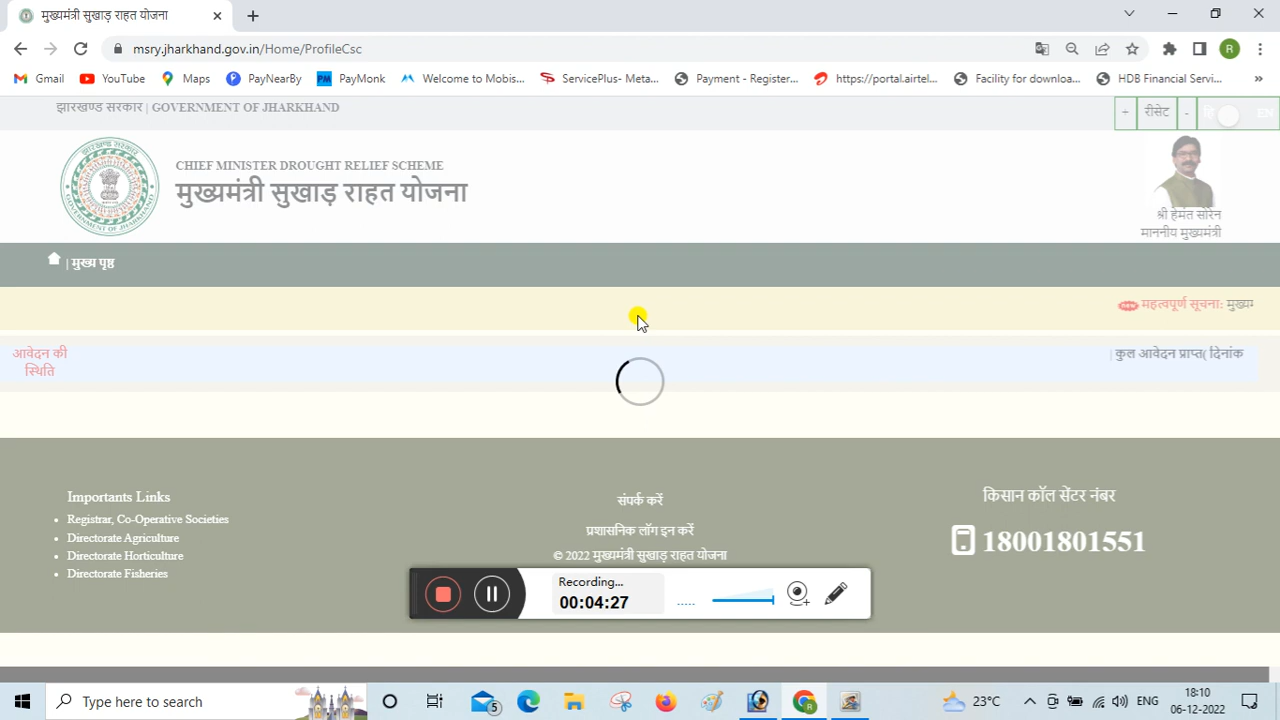 मुख्यमंत्री सुखाड़ राहत योजना
msry.jharkhand.gov.in/Home/ProfileCsc
R
Gmail
YouTube
Maps
PayNearBy
PM PayMonk
Welcome to Mobis...
ServicePlus- Meta...
Payment - Register...
https://portal.airtel...
Facility for downloa...
HDB Financial Servi...
»
झारखण्ड सरकार | GOVERNMENT OF JHARKHAND
+ रीसेट - हि EN
CHIEF MINISTER DROUGHT RELIEF SCHEME
मुख्यमंत्री सुखाड़ राहत योजना
श्री हेमंत सोरेन
माननीय मुख्यमंत्री
| मुख्य पृष्ठ
महत्वपूर्ण सूचना:
आवेदन की
स्थिति
| कुल आवेदन प्राप्त( दिनांक
Importants Links
Registrar, Co-Operative Societies
Directorate Agriculture
Directorate Horticulture
Directorate Fisheries
संपर्क करें
प्रशासनिक लॉग इन करें
© 2022 मुख्यमंत्री सुखाड़ राहत योजना
किसान कॉल सेंटर नंबर
18001801551
Recording...
00:04:27
Type here to search
5
R
23°C
ENG
18:10
06-12-2022